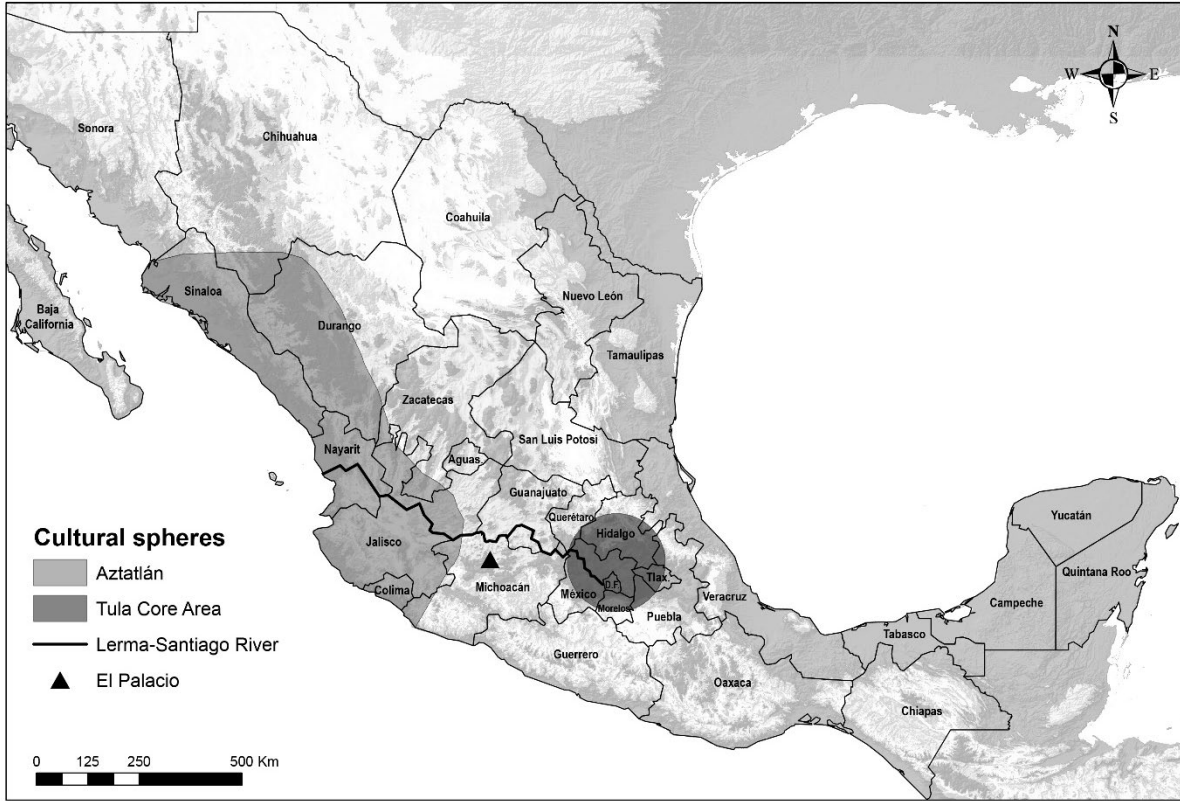 N
W E
S
Sonora
Chihuahua
Coahuila
Baja
California
Sinaloa
Durango
Nuevo León
Tamaulipas
Zacatecas
San Luis Potosí
Nayarit
Aguas.
Guanajuato
Querétaro
Hidalgo
Jalisco
Colima
Michoacán
México
D.F.
Tlax.
Morelos
Puebla
Veracruz
Guerrero
Oaxaca
Tabasco
Chiapas
Campeche
Yucatán
Quintana Roo
Cultural spheres
Aztatlán
Tula Core Area
Lerma-Santiago River
El Palacio
0 125 250 500 Km